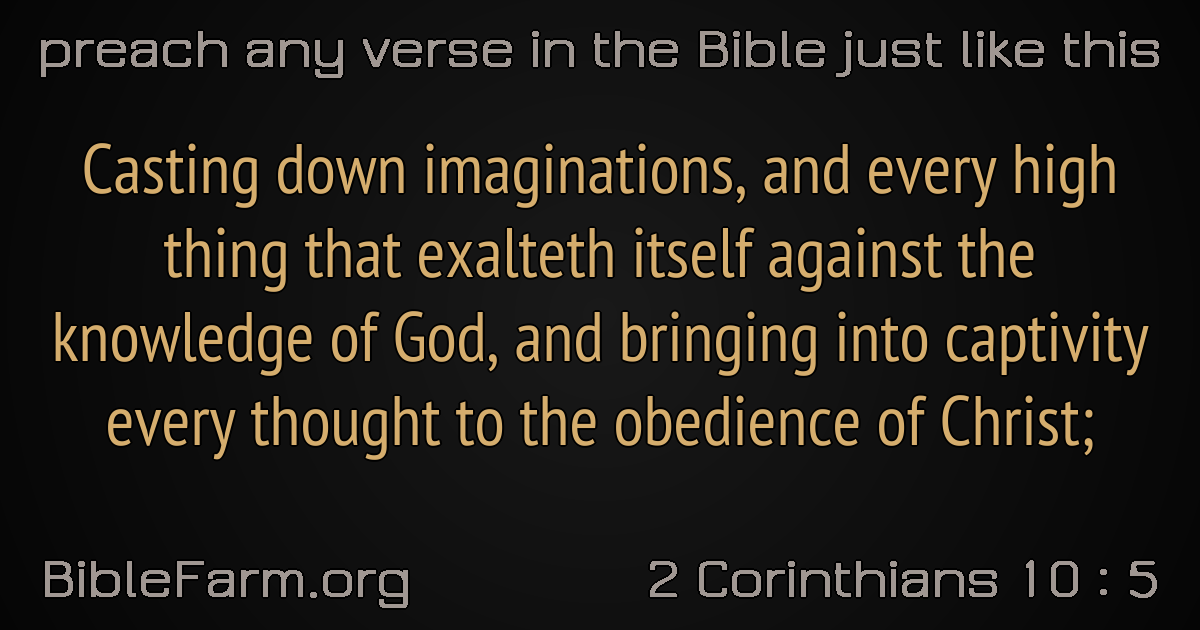 preach any verse in the Bible just like this
Casting down imaginations, and every high
thing that exalteth itself against the
knowledge of God, and bringing into captivity
every thought to the obedience of Christ;
BibleFarm.org
2 Corinthians 10 : 5